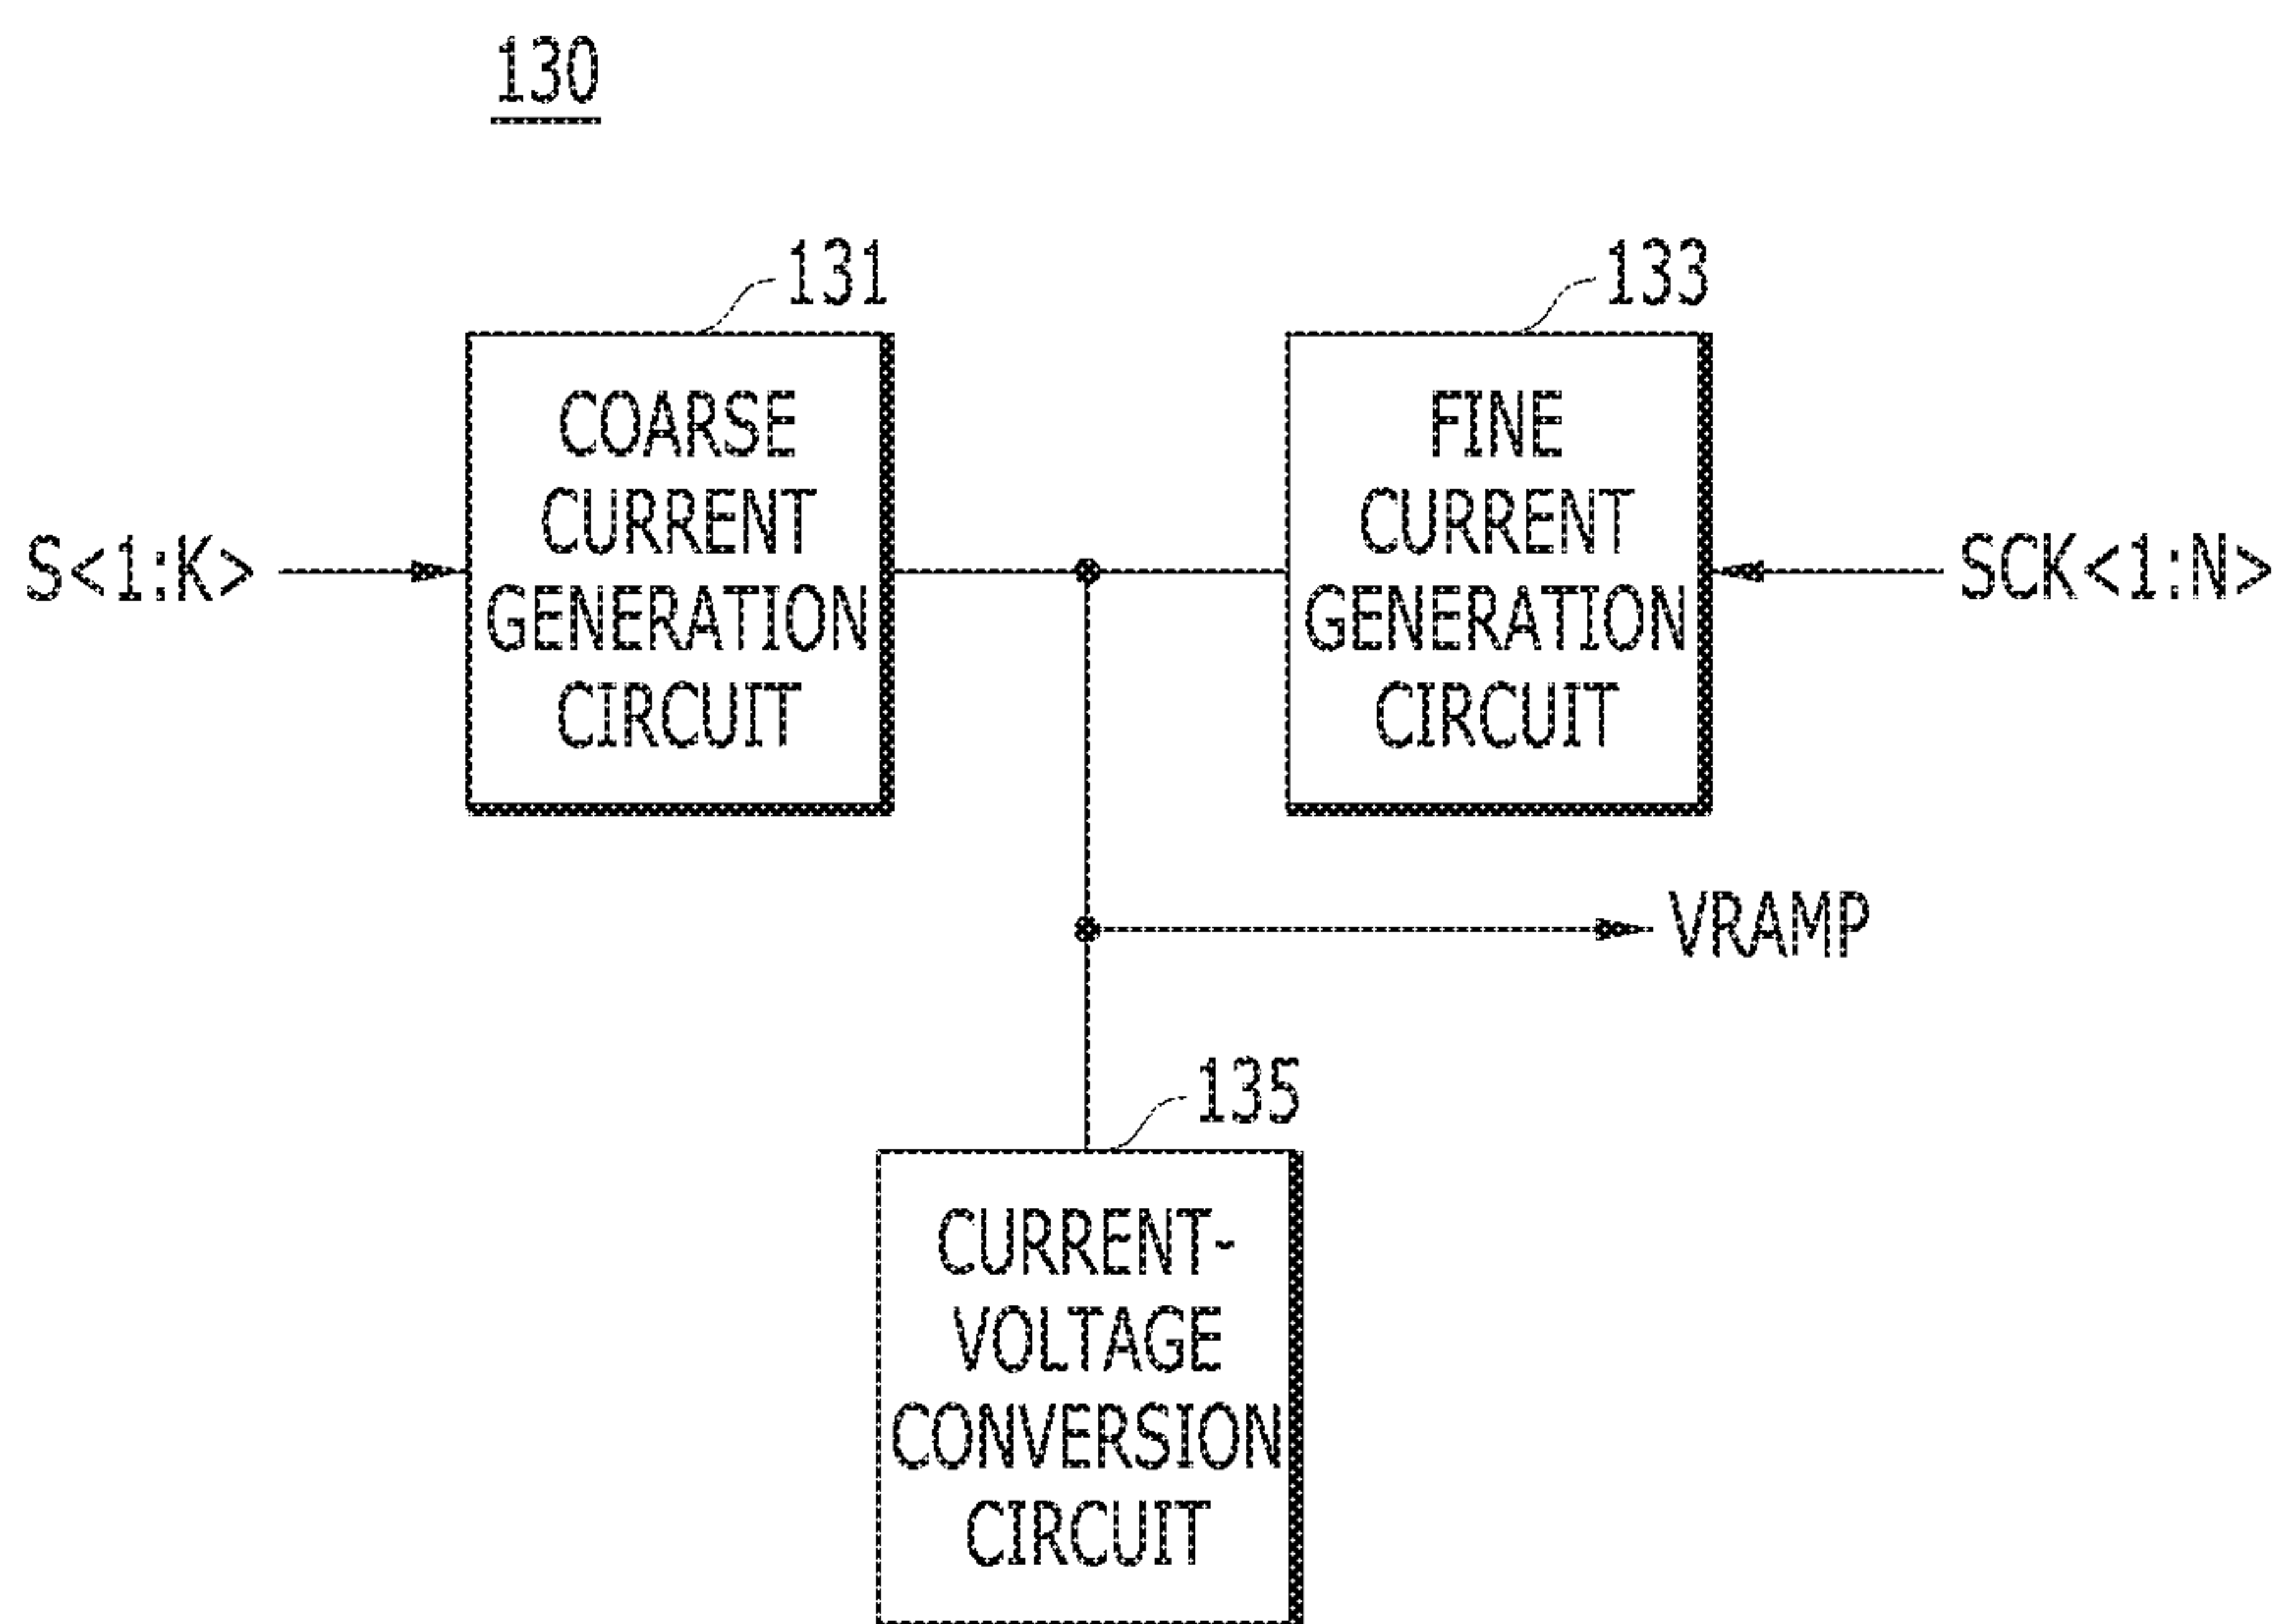 130
131
133
COARSE
CURRENT
GENERATION
CIRCUIT
FINE
CURRENT
GENERATION
CIRCUIT
S<1:K>
SCK<1:N>
VRAMP
135
CURRENT-
VOLTAGE
CONVERSION
CIRCUIT